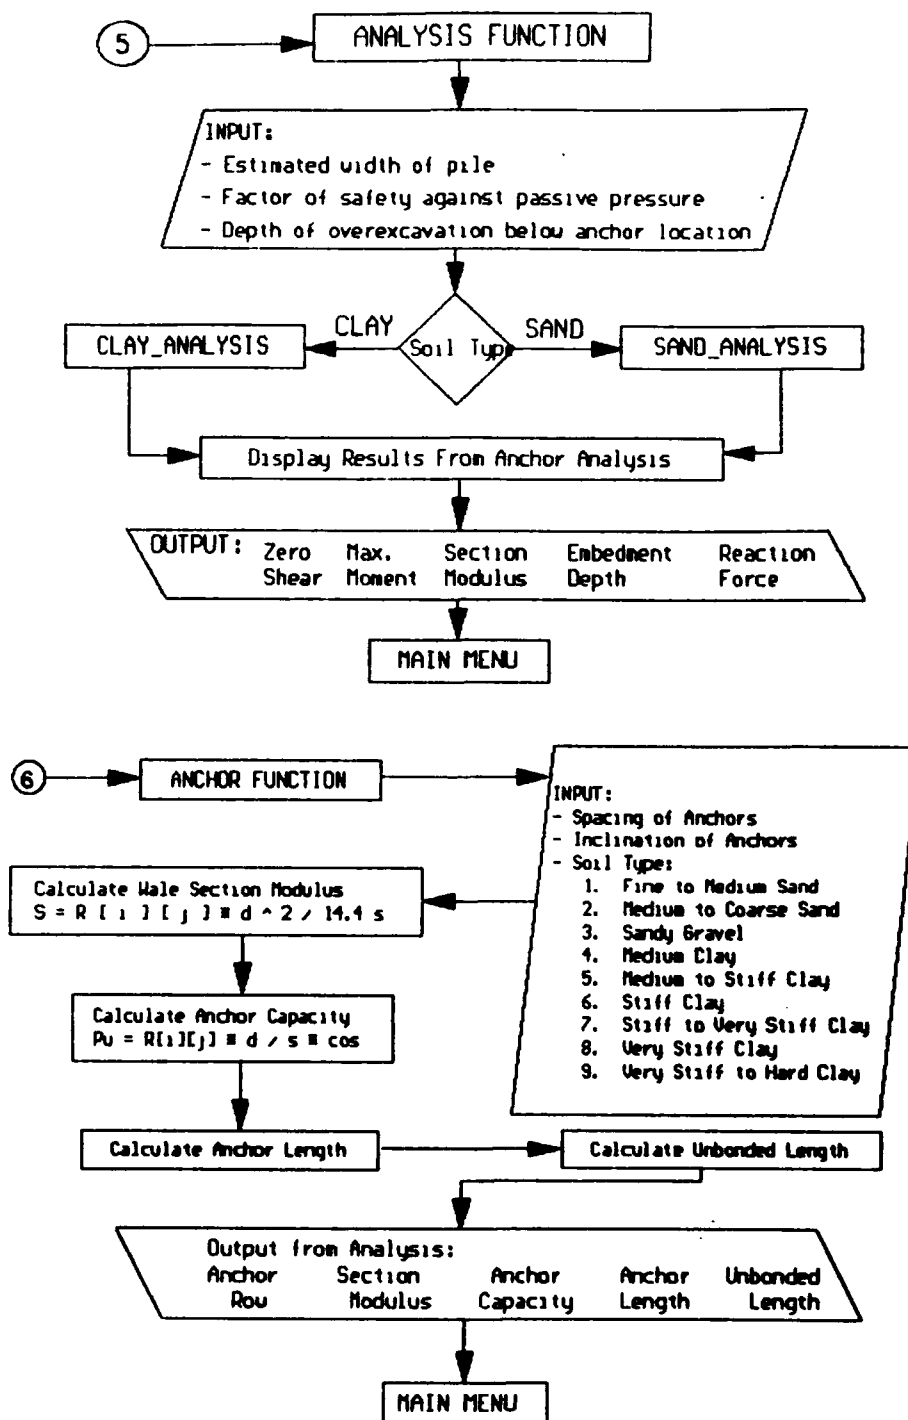 5
ANALYSIS FUNCTION
INPUT:
- Estimated width of pile
- Factor of safety against passive pressure
- Depth of overexcavation below anchor location
CLAY
SAND
CLAY_ANALYSIS
Soil Type
SAND_ANALYSIS
Display Results From Anchor Analysis
OUTPUT: Zero Max. Section Embedment Reaction
Shear Moment Modulus Depth Force
MAIN MENU
6
ANCHOR FUNCTION
INPUT:
- Spacing of Anchors
- Inclination of Anchors
- Soil Type:
1. Fine to Medium Sand
2. Medium to Coarse Sand
3. Sandy Gravel
4. Medium Clay
5. Medium to Stiff Clay
6. Stiff Clay
7. Stiff to Very Stiff Clay
8. Very Stiff Clay
9. Very Stiff to Hard Clay
Calculate Wale Section Modulus
S = R [ i ] [ j ] * d ^ 2 / 14.4 s
Calculate Anchor Capacity
Pu = R[i][j] * d / s * cos
Calculate Anchor Length
Calculate Unbonded Length
Output from Analysis:
Anchor Section Anchor Anchor Unbonded
Row Modulus Capacity Length Length
MAIN MENU